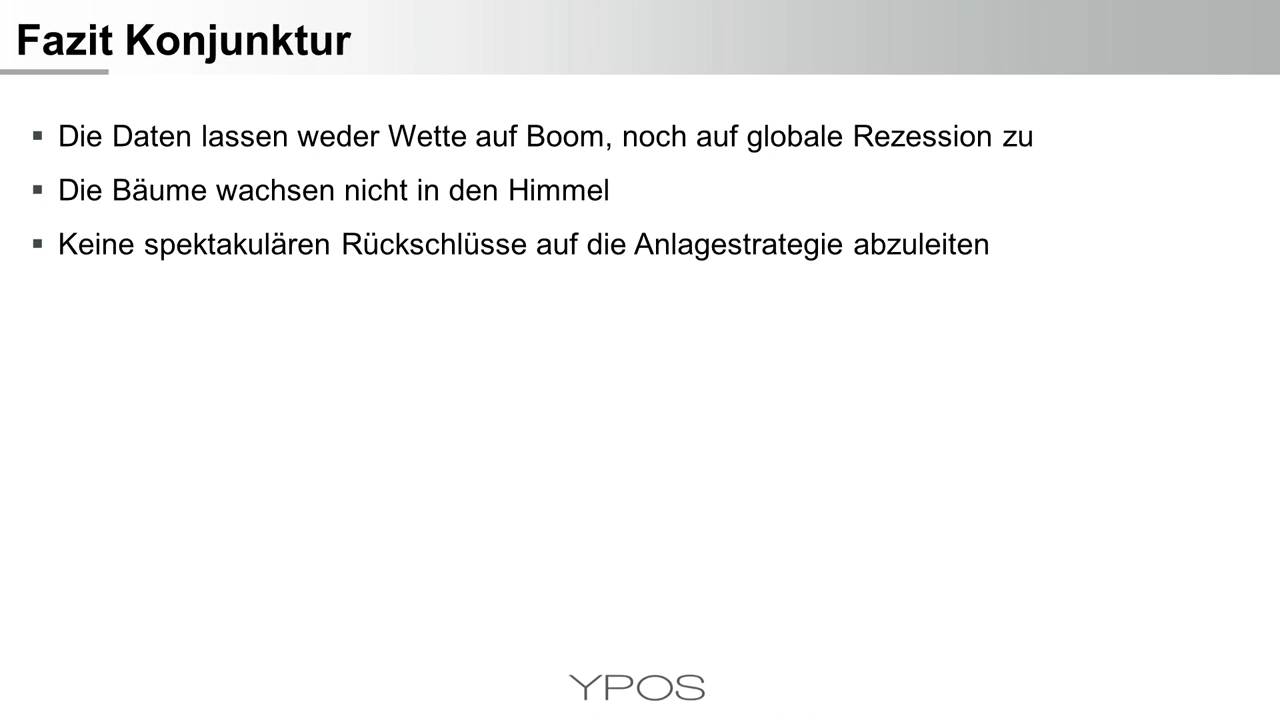 Fazit Konjunktur
Die Daten lassen weder Wette auf Boom, noch auf globale Rezession zu
Die Bäume wachsen nicht in den Himmel
Keine spektakulären Rückschlüsse auf die Anlagestrategie abzuleiten
YPOS